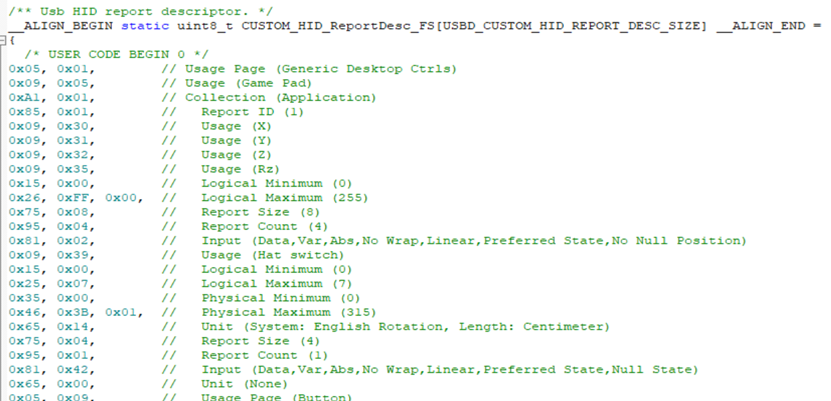 /** Usb HID report descriptor. */
__ALIGN_BEGIN static uint8_t CUSTOM_HID_ReportDesc_FS[USBD_CUSTOM_HID_REPORT_DESC_SIZE] __ALIGN_END =
{
/* USER CODE BEGIN 0 */
0x05, 0x01, // Usage Page (Generic Desktop Ctrls)
0x09, 0x05, // Usage (Game Pad)
0xA1, 0x01, // Collection (Application)
0x85, 0x01, // Report ID (1)
0x09, 0x30, // Usage (X)
0x09, 0x31, // Usage (Y)
0x09, 0x32, // Usage (Z)
0x09, 0x35, // Usage (Rz)
0x15, 0x00, // Logical Minimum (0)
0x26, 0xFF, 0x00, // Logical Maximum (255)
0x75, 0x08, // Report Size (8)
0x95, 0x04, // Report Count (4)
0x81, 0x02, // Input (Data,Var,Abs,No Wrap,Linear,Preferred State,No Null Position)
0x09, 0x39, // Usage (Hat switch)
0x15, 0x00, // Logical Minimum (0)
0x25, 0x07, // Logical Maximum (7)
0x35, 0x00, // Physical Minimum (0)
0x46, 0x3B, 0x01, // Physical Maximum (315)
0x65, 0x14, // Unit (System: English Rotation, Length: Centimeter)
0x75, 0x04, // Report Size (4)
0x95, 0x01, // Report Count (1)
0x81, 0x42, // Input (Data,Var,Abs,No Wrap,Linear,Preferred State,Null State)
0x65, 0x00, // Unit (None)
0x05, 0x09, // Usage Page (Button)